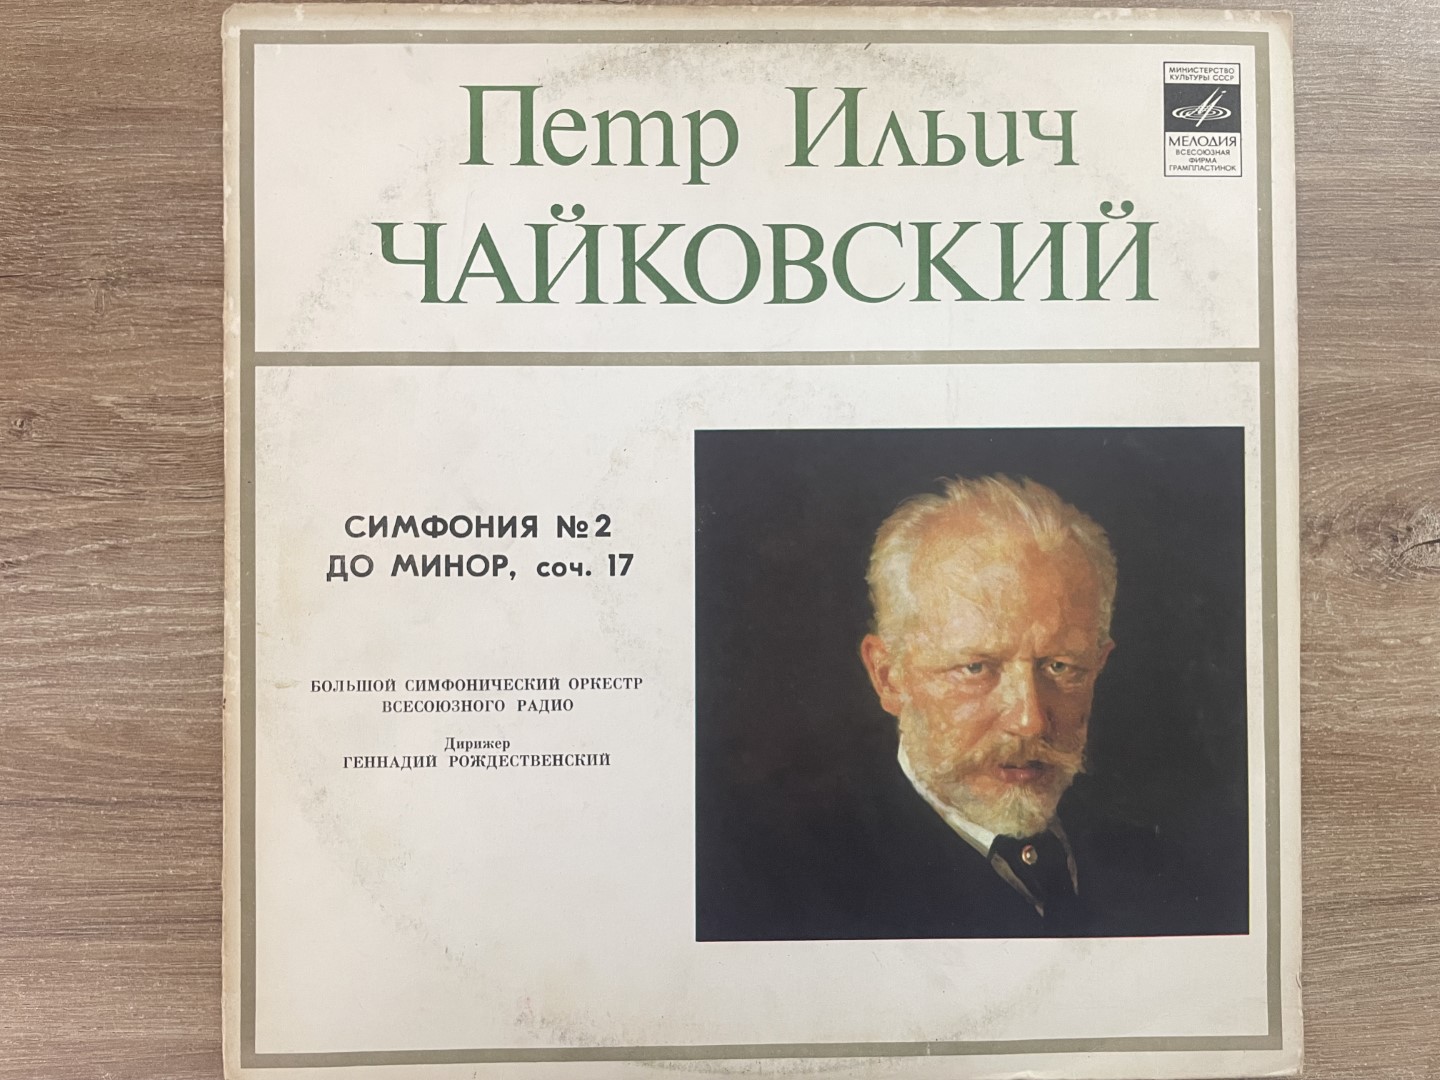 Петр Ильич
ЧАЙКОВСКИЙ
МИНИСТЕРСТВО
КУЛЬТУРЫ СССР
МЕЛОДИЯ
ВСЕСОЮЗНАЯ
ФИРМА
ГРАМПЛАСТИНОК
СИМФОНИЯ №2
ДО МИНОР, соч. 17
БОЛЬШОЙ СИМФОНИЧЕСКИЙ ОРКЕСТР
ВСЕСОЮЗНОГО РАДИО
Дирижер
ГЕННАДИЙ РОЖДЕСТВЕНСКИЙ